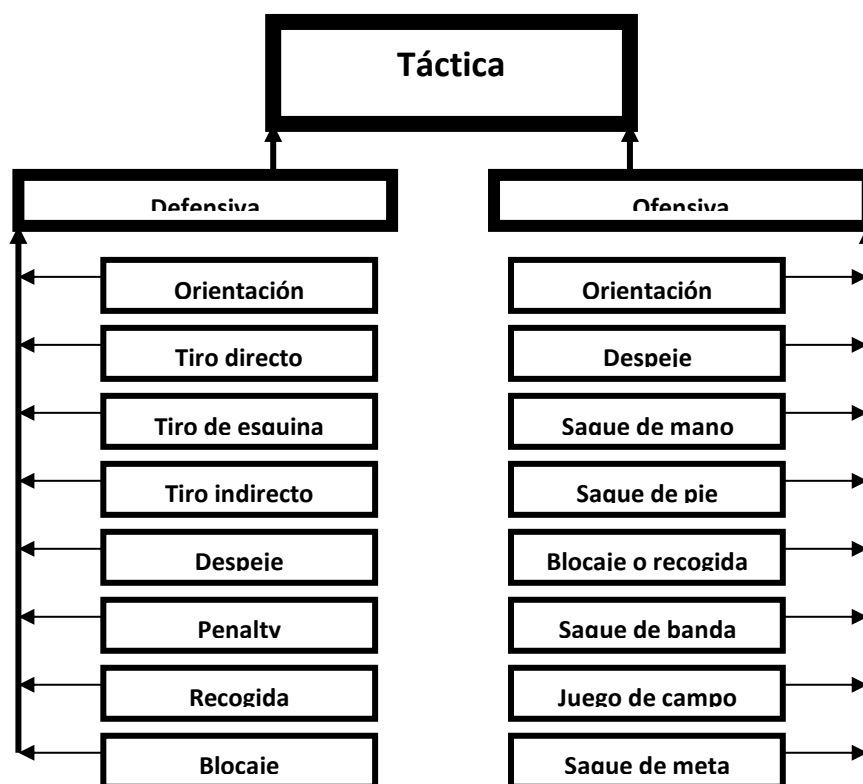 Táctica
Defensiva
Ofensiva
Orientación
Orientación
Tiro directo
Despeje
Tiro de esquina
Saque de mano
Tiro indirecto
Saque de pie
Despeje
Blocaje o recogida
Penalty
Saque de banda
Recogida
Juego de campo
Blocaje
Saque de meta